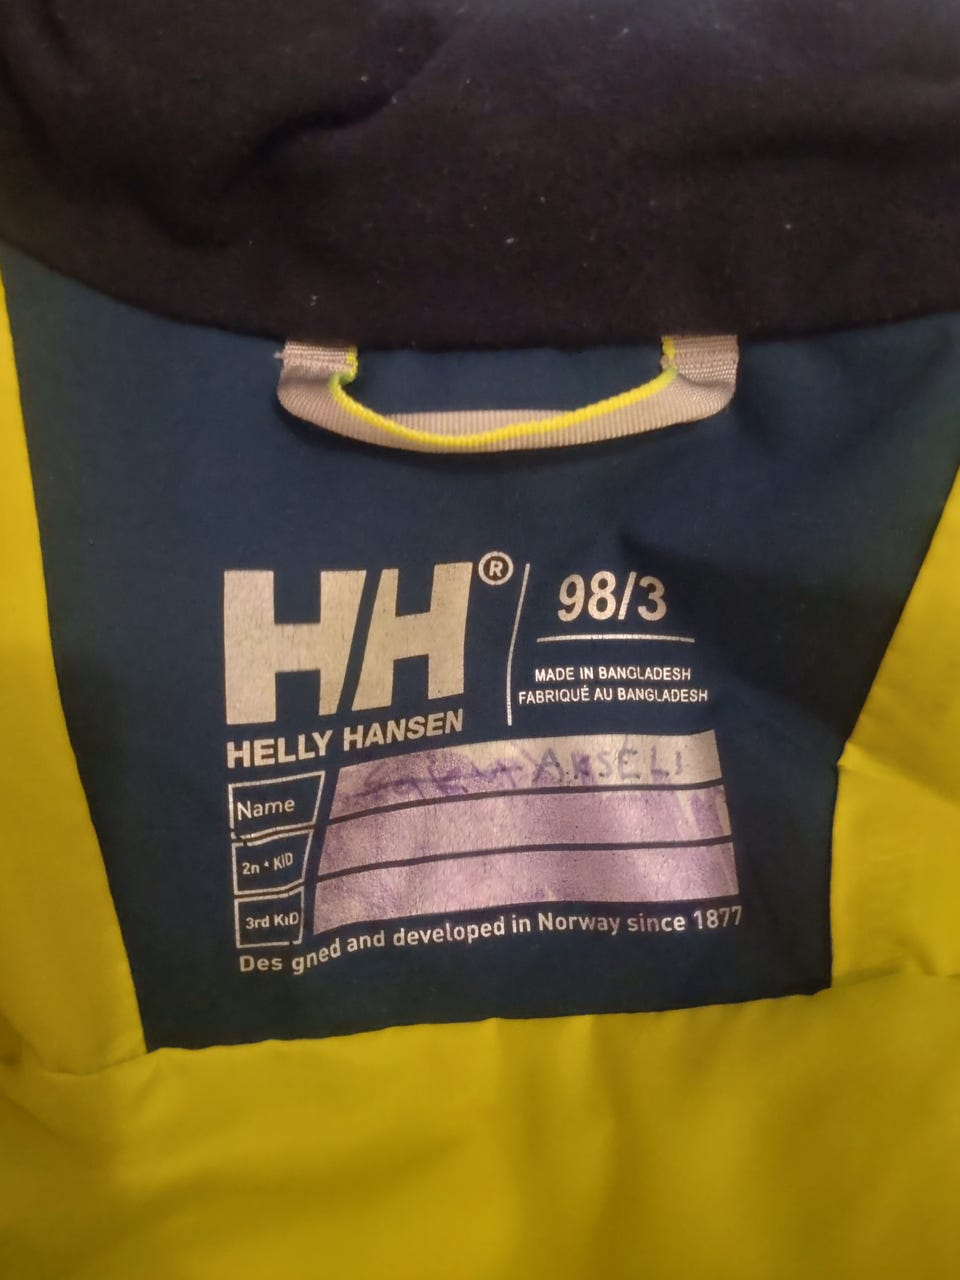 HH®
98/3
MADE IN BANGLADESH
FABRIQUÉ AU BANGLADESH
HELLY HANSEN
Name
AKSELI
2n KID
3rd KID
Des gned and developed in Norway since 1877